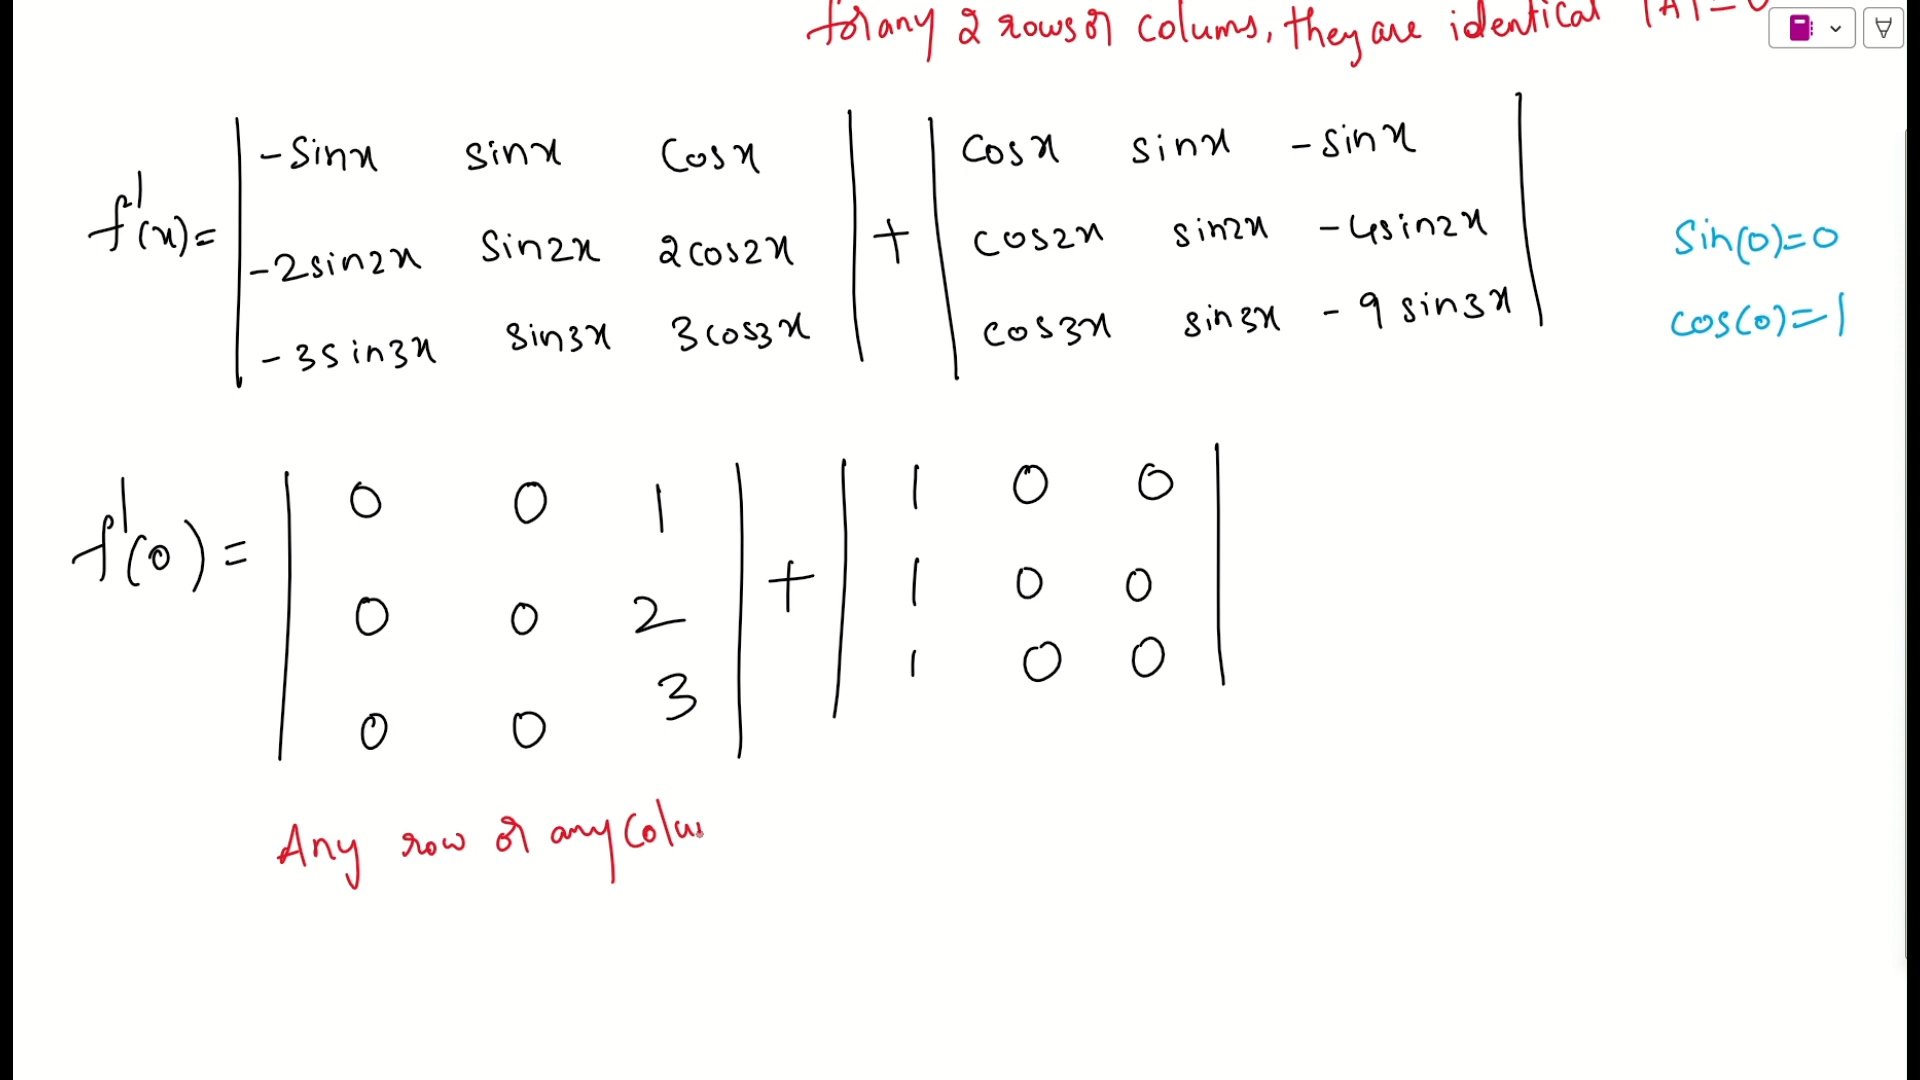 for any 2 rows or colums, they are identical |A|=0
f'(x)= | -sinx sinx cosx | + | cosx sinx -sinx |
| -2sin2x sin2x 2cos2x | | cos2x sin2x -4sin2x |
| -3sin3x sin3x 3cos3x | | cos3x sin3x -9sin3x |
sin(0)=0
cos(0)=1
f'(0)= | 0 0 1 | + | 1 0 0 |
| 0 0 2 | | 1 0 0 |
| 0 0 3 | | 1 0 0 |
Any row or any Colu